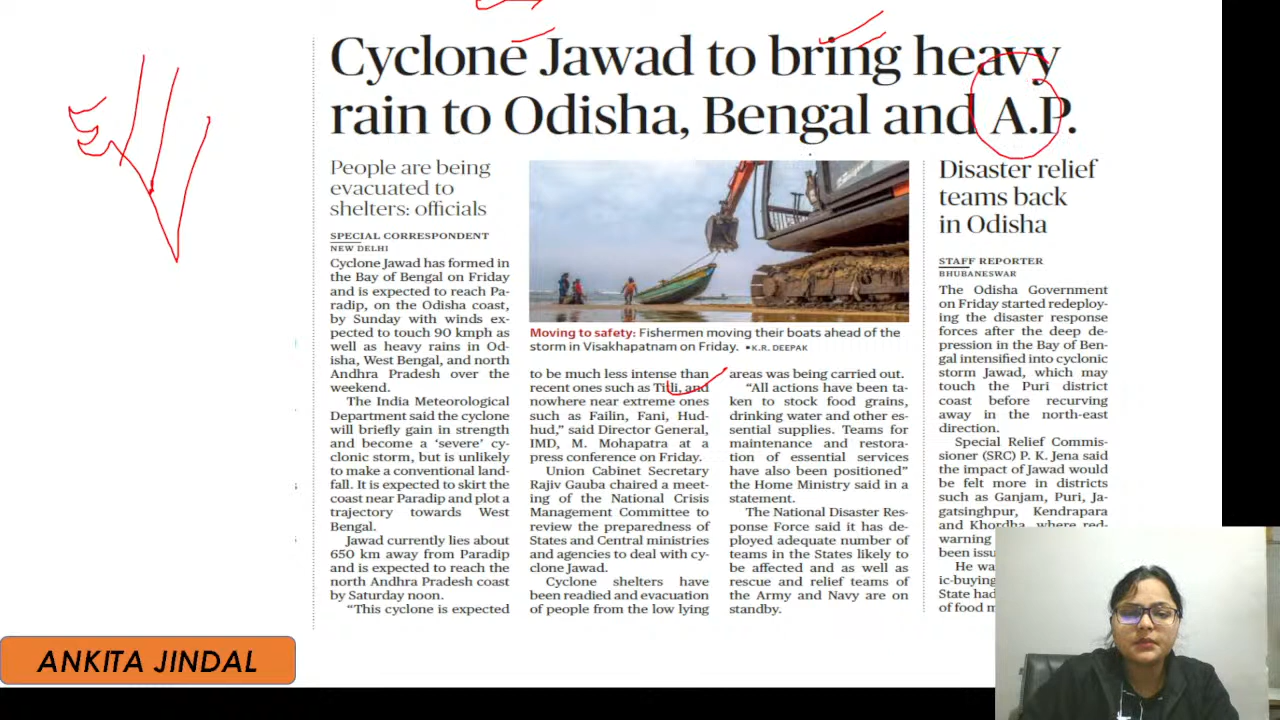 Cyclone Jawad to bring heavy
rain to Odisha, Bengal and A.P.
People are being
evacuated to
shelters: officials
SPECIAL CORRESPONDENT
NEW DELHI
Cyclone Jawad has formed in
the Bay of Bengal on Friday
and is expected to reach Pa-
radip, on the Odisha coast,
by Sunday with winds ex-
pected to touch 90 kmph as
well as heavy rains in Od-
isha, West Bengal, and north
Andhra Pradesh over the
weekend.
The India Meteorological
Department said the cyclone
will briefly gain in strength
and become a ‘severe’ cy-
clonic storm, but is unlikely
to make a conventional land-
fall. It is expected to skirt the
coast near Paradip and plot a
trajectory towards West
Bengal.
Jawad currently lies about
650 km away from Paradip
and is expected to reach the
north Andhra Pradesh coast
by Saturday noon.
“This cyclone is expected
Moving to safety: Fishermen moving their boats ahead of the
storm in Visakhapatnam on Friday. •K.R. DEEPAK
to be much less intense than
recent ones such as Titli, and
nowhere near extreme ones
such as Failin, Fani, Hud-
hud,” said Director General,
IMD, M. Mohapatra at a
press conference on Friday.
Union Cabinet Secretary
Rajiv Gauba chaired a meet-
ing of the National Crisis
Management Committee to
review the preparedness of
States and Central ministries
and agencies to deal with cy-
clone Jawad.
Cyclone shelters have
been readied and evacuation
of people from the low lying
areas was being carried out.
“All actions have been ta-
ken to stock food grains,
drinking water and other es-
sential supplies. Teams for
maintenance and restora-
tion of essential services
have also been positioned”
the Home Ministry said in a
statement.
The National Disaster Res-
ponse Force said it has de-
ployed adequate number of
teams in the States likely to
be affected and as well as
rescue and relief teams of
the Army and Navy are on
standby.
Disaster relief
teams back
in Odisha
STAFF REPORTER
BHUBANESWAR
The Odisha Government
on Friday started redeploy-
ing the disaster response
forces after the deep de-
pression in the Bay of Ben-
gal intensified into cyclonic
storm Jawad, which may
touch the Puri district
coast before recurving
away in the north-east
direction.
Special Relief Commis-
sioner (SRC) P. K. Jena said
the impact of Jawad would
be felt more in districts
such as Ganjam, Puri, Ja-
gatsinghpur, Kendrapara
and Khordha, where red-
warning
been issu
He wa
ic-buying
State had
of food m
ANKITA JINDAL